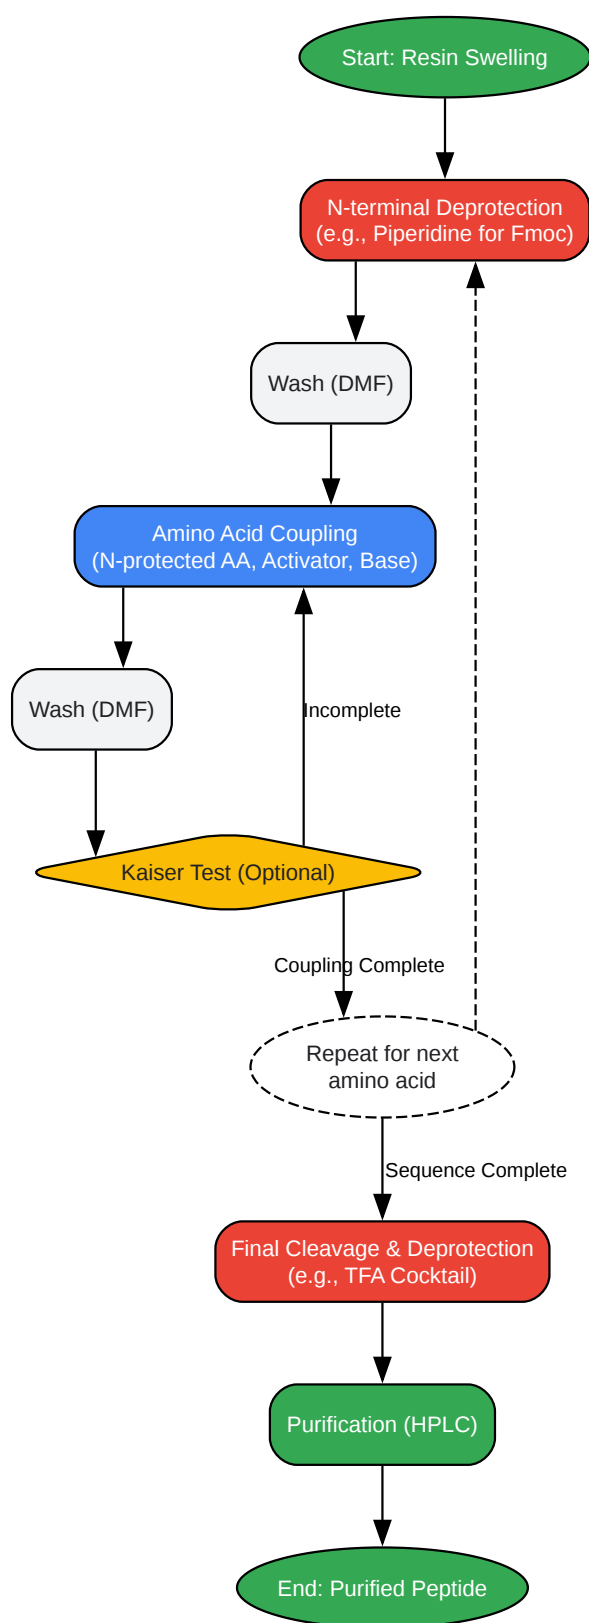 Start: Resin Swelling
N-terminal Deprotection
(e.g., Piperidine for Fmoc)
Wash (DMF)
Amino Acid Coupling
(N-protected AA, Activator, Base)
Wash (DMF)
Incomplete
Kaiser Test (Optional)
Coupling Complete
Repeat for next
amino acid
Sequence Complete
Final Cleavage & Deprotection
(e.g., TFA Cocktail)
Purification (HPLC)
End: Purified Peptide